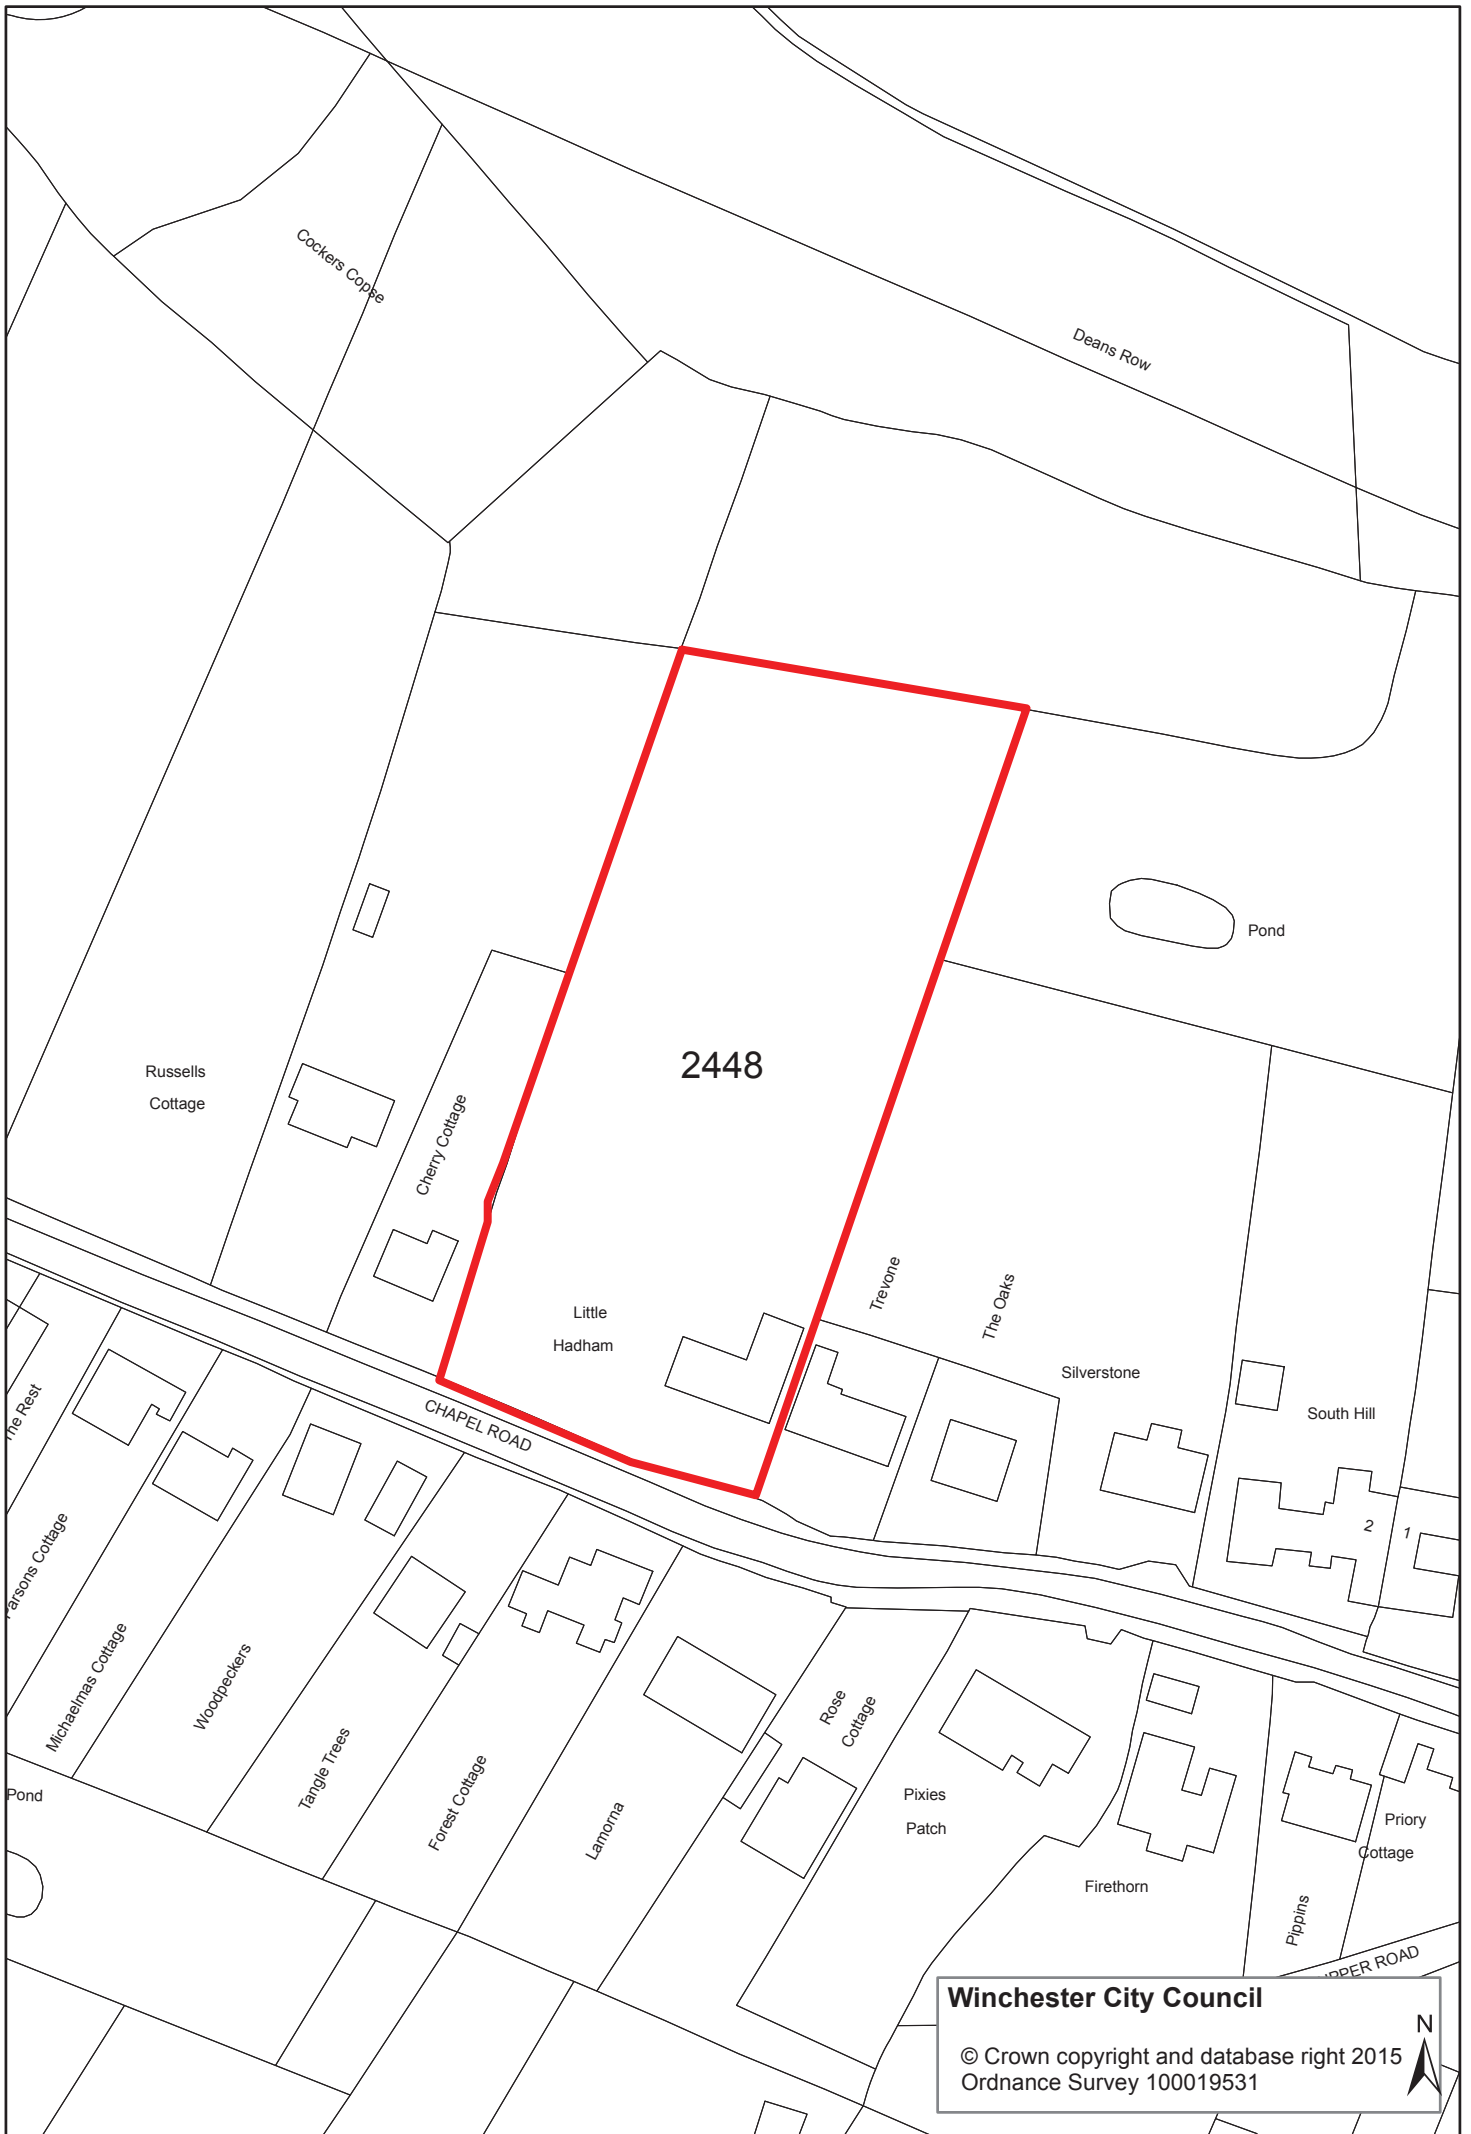 Cockers Copse
Deans Row
Pond
2448
Russells
Cottage
Cherry Cottage
Trevone
The Oaks
Little
Hadham
Silverstone
South Hill
The Rest
CHAPEL ROAD
2
1
Parsons Cottage
Michaelmas Cottage
Woodpeckers
Tangle Trees
Forest Cottage
Lamorna
Rose
Cottage
Pixies
Patch
Pond
Firethorn
Pippins
Priory
Cottage
UPPER ROAD
Winchester City Council
© Crown copyright and database right 2015
Ordnance Survey 100019531
N